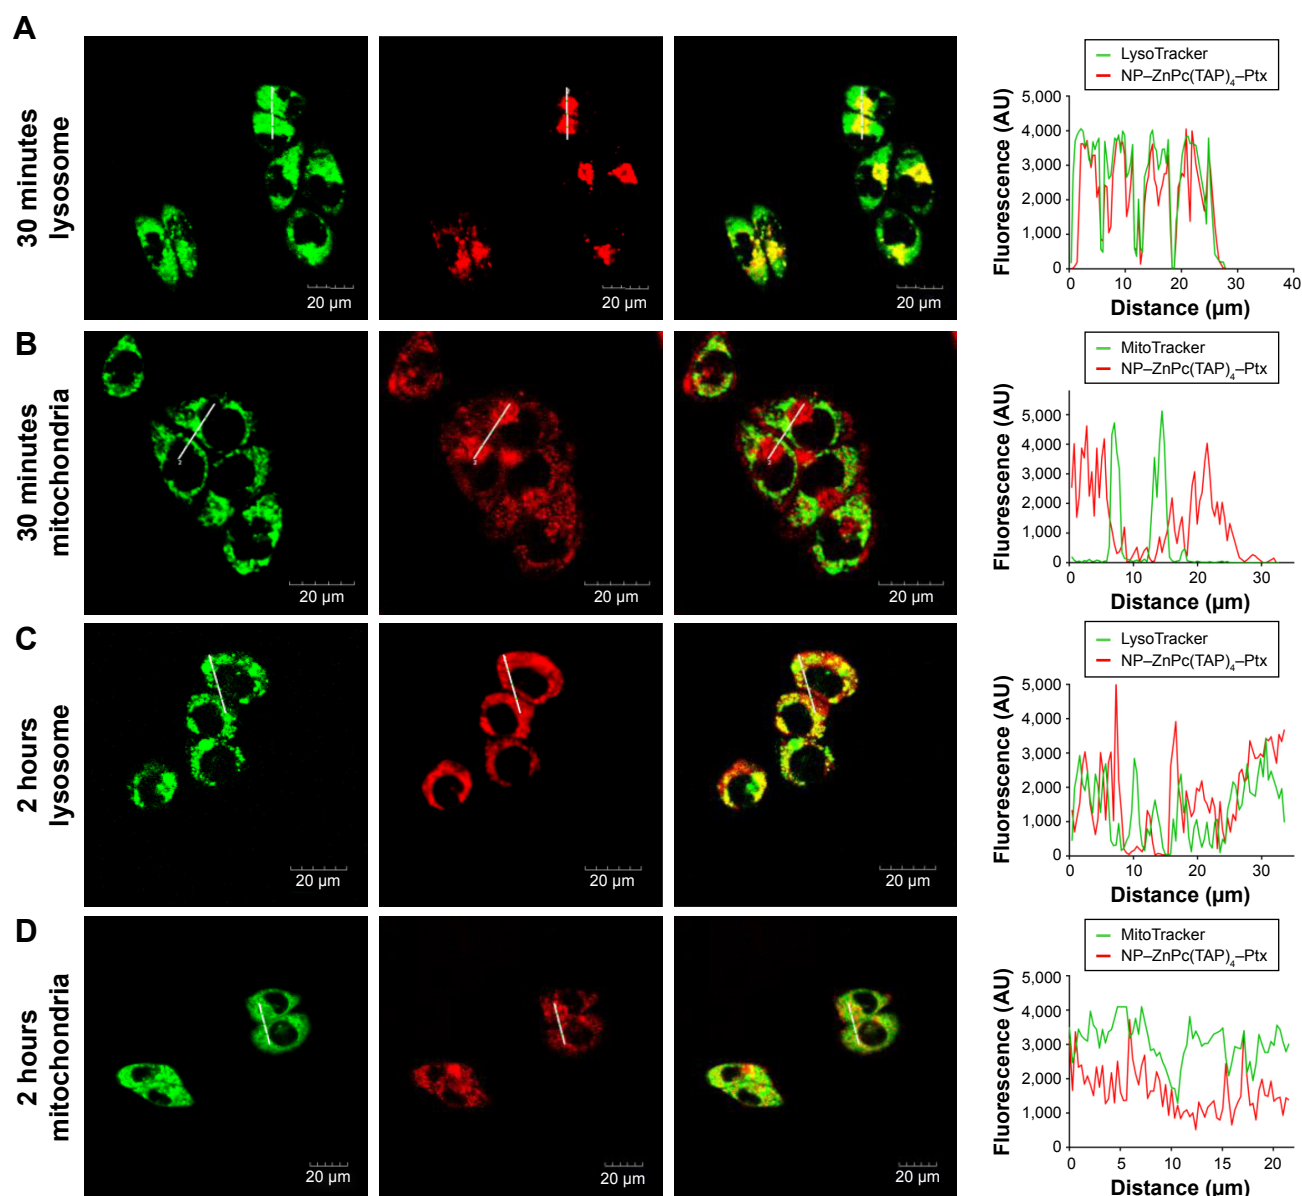 A
30 minutes
lysosome
20 µm
20 µm
20 µm
LysoTracker
NP–ZnPc(TAP)₄–Ptx
Fluorescence (AU)
5,000
4,000
3,000
2,000
1,000
0
0 10 20 30 40
Distance (µm)
B
30 minutes
mitochondria
20 µm
20 µm
20 µm
MitoTracker
NP–ZnPc(TAP)₄–Ptx
Fluorescence (AU)
5,000
4,000
3,000
2,000
1,000
0
0 10 20 30
Distance (µm)
C
2 hours
lysosome
20 µm
20 µm
20 µm
LysoTracker
NP–ZnPc(TAP)₄–Ptx
Fluorescence (AU)
5,000
4,000
3,000
2,000
1,000
0
0 10 20 30
Distance (µm)
D
2 hours
mitochondria
20 µm
20 µm
20 µm
MitoTracker
NP–ZnPc(TAP)₄–Ptx
Fluorescence (AU)
5,000
4,000
3,000
2,000
1,000
0
0 5 10 15 20
Distance (µm)